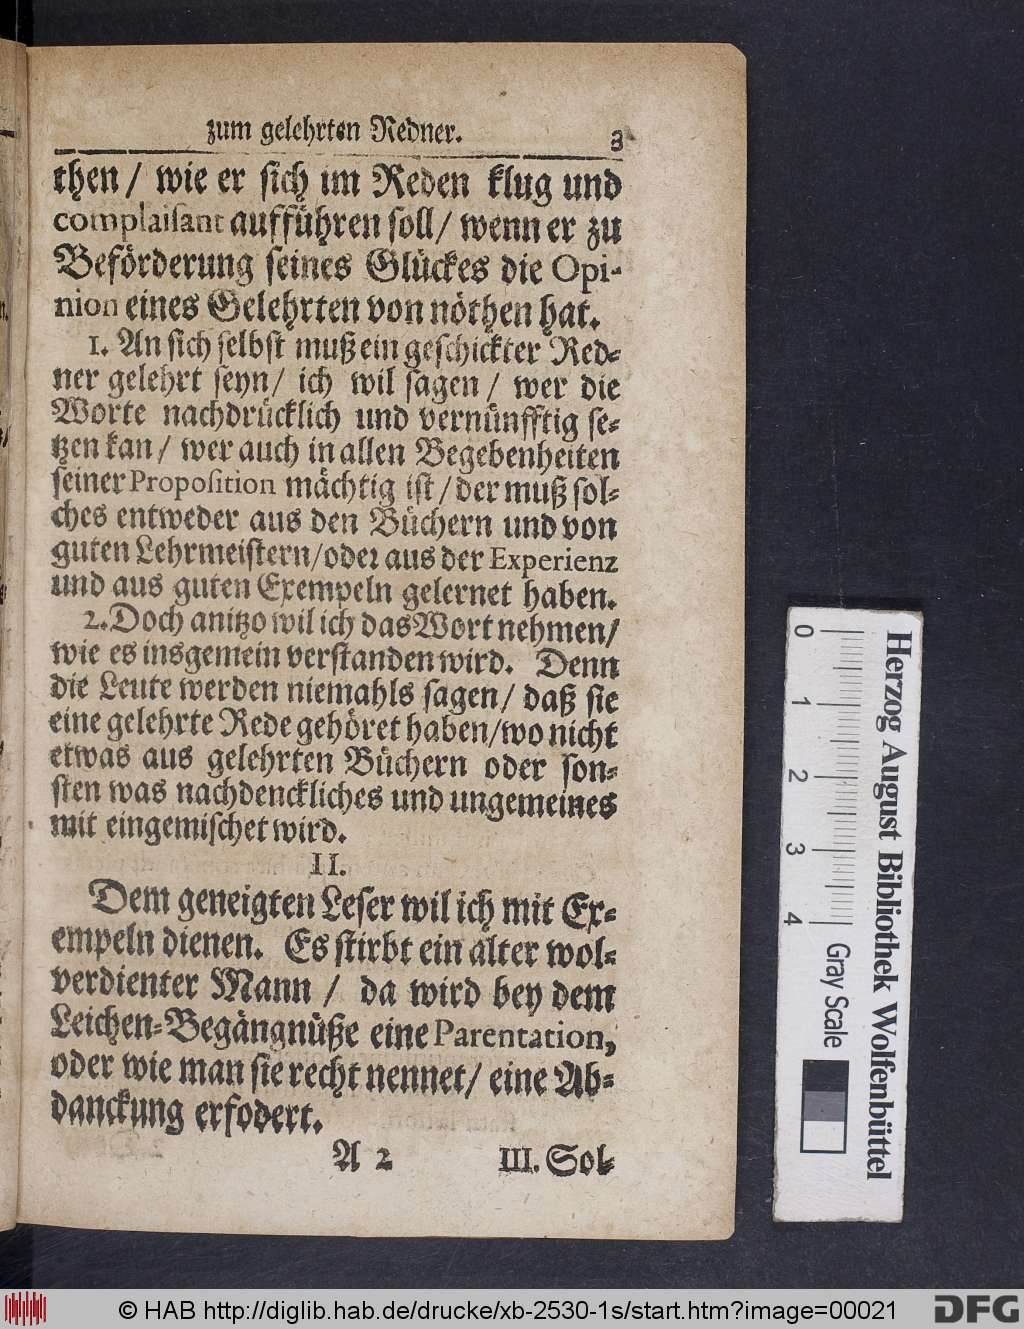 zum gelehrten Redner. 3
then / wie er sich im Reden klug und
complaisant aufführen soll / wenn er zu
Beförderung seines Glückes die Opi-
nion eines Gelehrten von nöthen hat.
1. An sich selbst muß ein geschickter Red-
ner gelehrt seyn / ich wil sagen / wer die
Worte nachdrücklich und vernünfftig se-
tzen kan / wer auch in allen Begebenheiten
seiner Proposition mächtig ist / der muß sol-
ches entweder aus den Büchern und von
guten Lehrmeistern / oder aus der Experienz
und aus guten Exempeln gelernet haben.
2. Doch anitzo wil ich das Wort nehmen /
wie es insgemein verstanden wird. Denn
die Leute werden niemahls sagen / daß sie
eine gelehrte Rede gehöret haben / wo nicht
etwas aus gelehrten Büchern oder son-
sten was nachdenckliches und ungemeines
mit eingemischet wird.
II.
Dem geneigten Leser wil ich mit Ex-
empeln dienen. Es stirbt ein alter wol-
verdienter Mann / da wird bey dem
Leichen-Begängnüße eine Parentation,
oder wie man sie recht nennet / eine Ab-
danckung erfodert.
A 2 III. Sol-
0 1 2 3 4
Gray Scale
Herzog August Bibliothek Wolfenbüttel
© HAB http://diglib.hab.de/drucke/xb-2530-1s/start.htm?image=00021
DFG